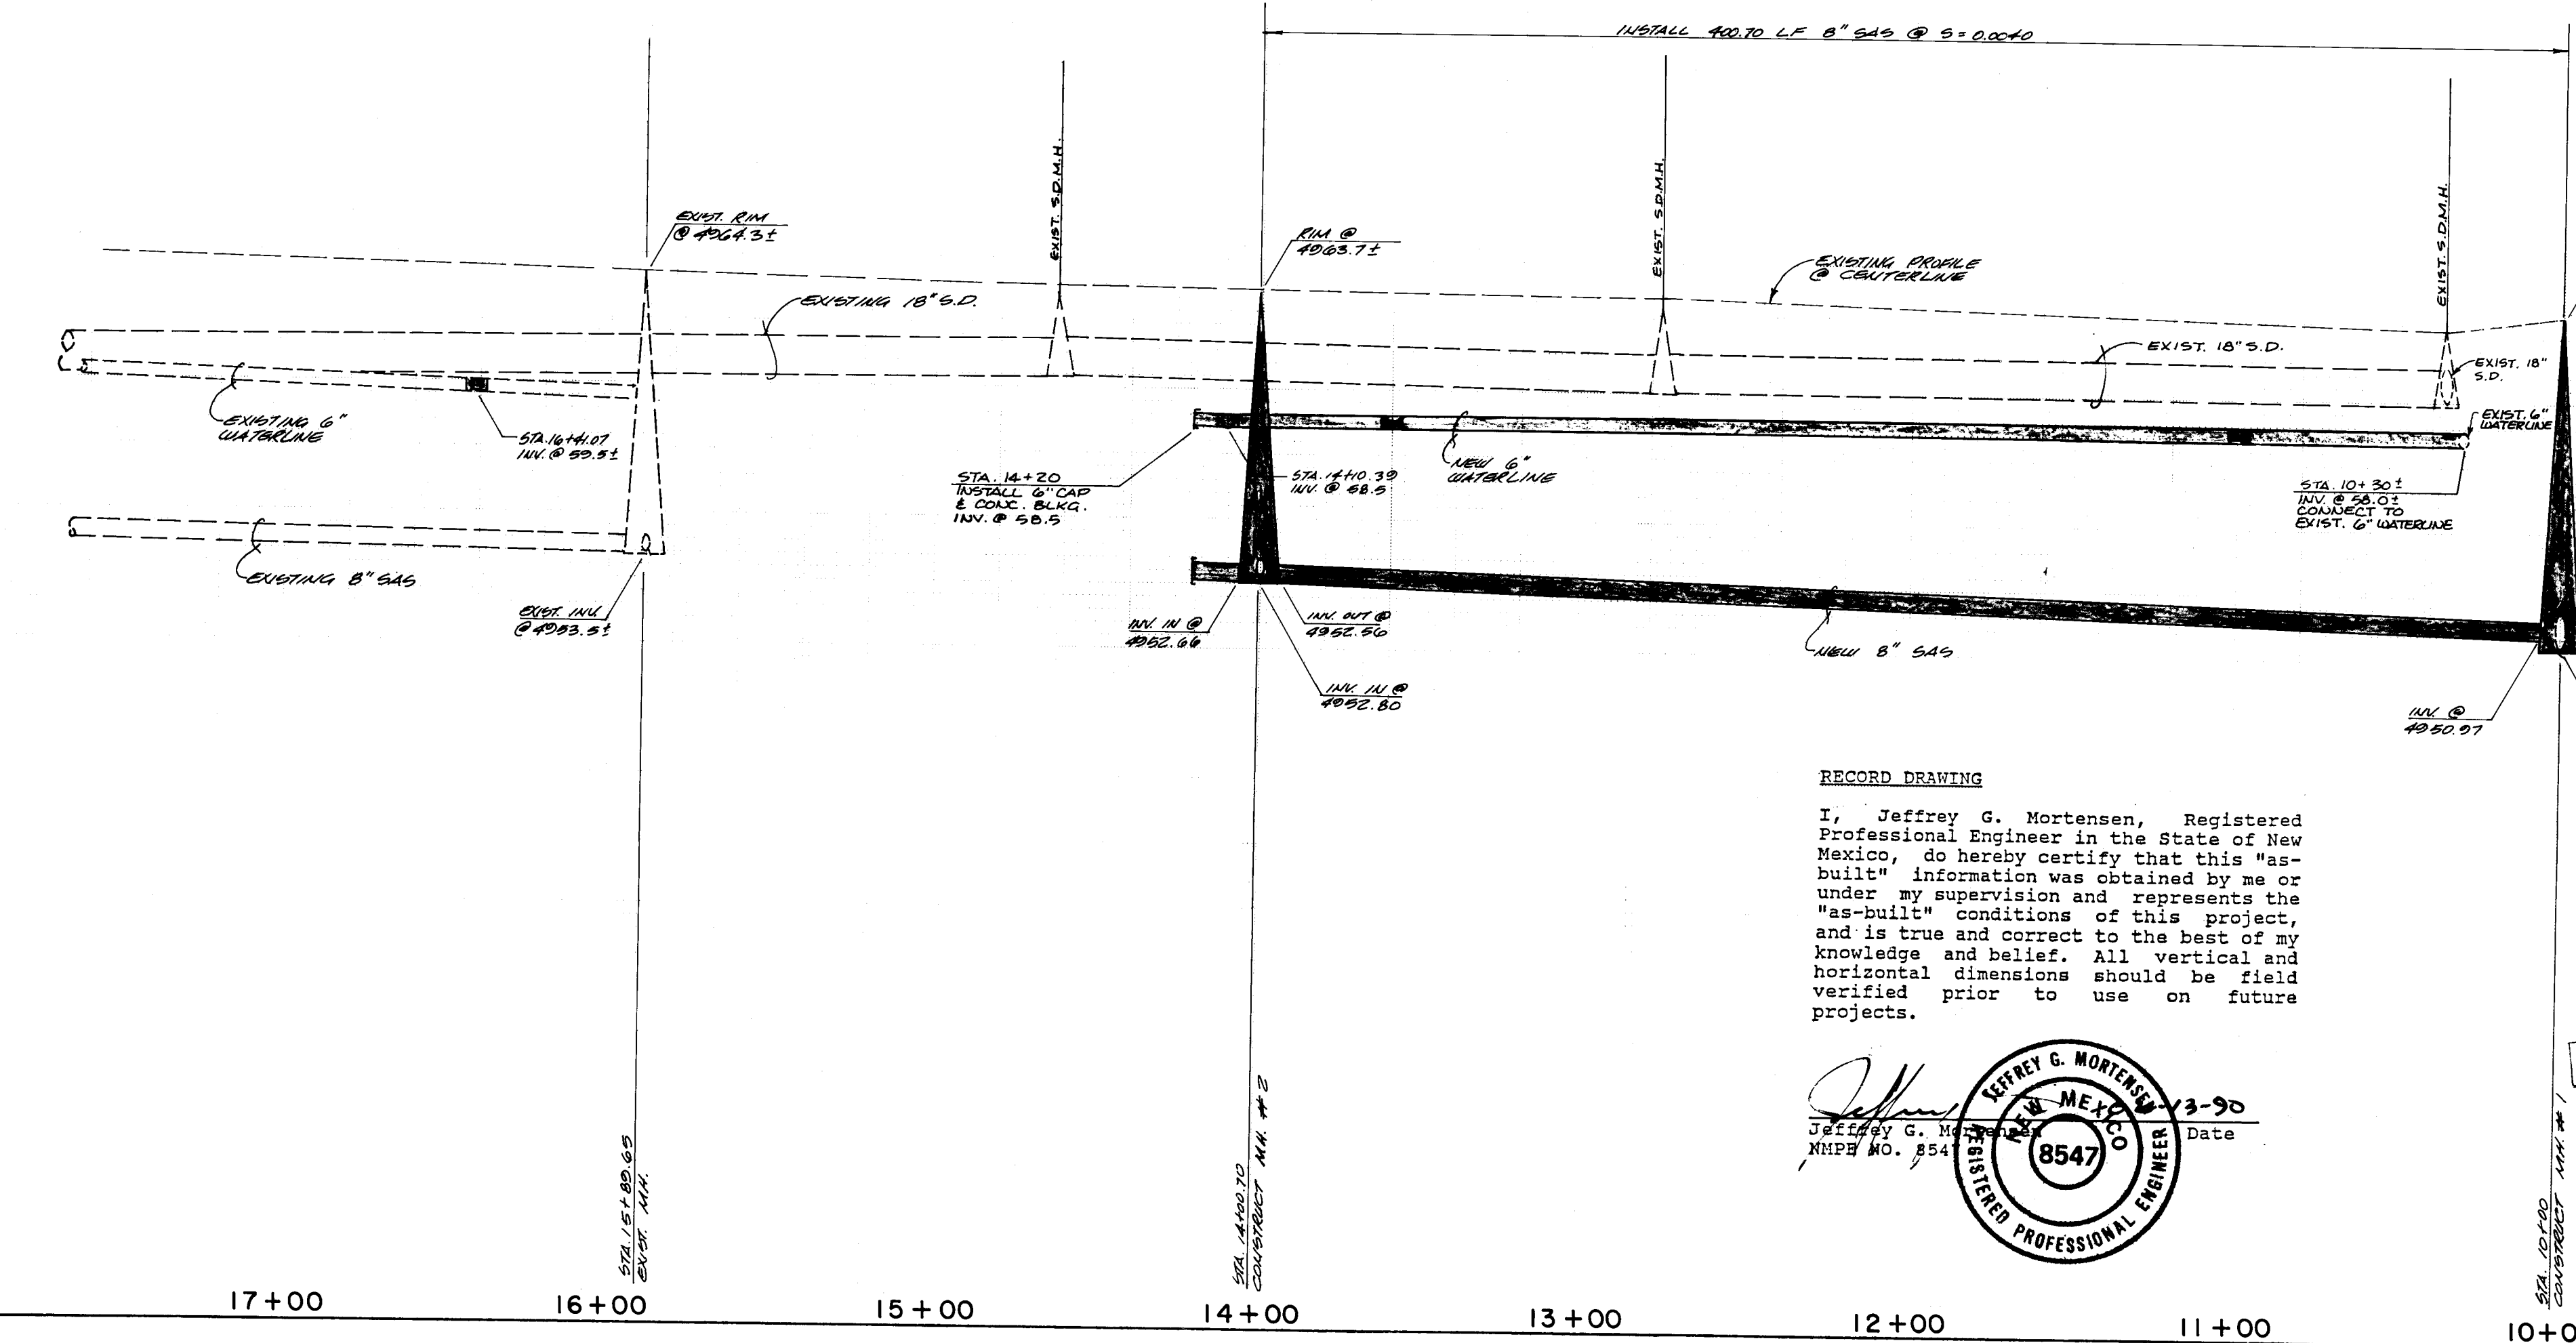 INSTALL 400.70 LF 8" SAS @ S=0.0040
EXIST. S.D.M.H.
EXIST. S.D.M.H.
EXIST. S.D.M.H.
EXIST. RIM
@ 4964.3±
RIM @
4963.7±
EXISTING PROFILE
@ CENTERLINE
EXISTING 18" S.D.
EXIST. 18" S.D.
EXIST. 18"
S.D.
EXISTING 6"
WATERLINE
STA. 16+41.07
INV. @ 59.5±
STA. 14+20
INSTALL 6" CAP
& CONC. BLKG.
INV. @ 58.5
STA. 14+10.39
INV. @ 58.5
NEW 6"
WATERLINE
EXIST. 6"
WATERLINE
STA. 10+30±
INV. @ 58.0±
CONNECT TO
EXIST. 6" WATERLINE
EXISTING 8" SAS
EXIST. INV.
@ 4953.5±
INV. IN @
4952.66
INV. OUT @
4952.56
INV. IN @
4952.80
NEW 8" SAS
INV. @
4950.97
RECORD DRAWING
I, Jeffrey G. Mortensen, Registered
Professional Engineer in the State of New
Mexico, do hereby certify that this "as-
built" information was obtained by me or
under my supervision and represents the
"as-built" conditions of this project,
and is true and correct to the best of my
knowledge and belief. All vertical and
horizontal dimensions should be field
verified prior to use on future
projects.
-13-90
Jeffrey G. Mortensen
Date
NMPE NO. 854
JEFFREY G. MORTENSEN
NEW MEXICO
8547
REGISTERED PROFESSIONAL ENGINEER
STA. 15+89.65
EXIST. M.H.
STA. 14+00.70
CONSTRUCT M.H. # 2
STA. 10+00
CONSTRUCT M.H. # 1
17+00
16+00
15+00
14+00
13+00
12+00
11+00
10+0